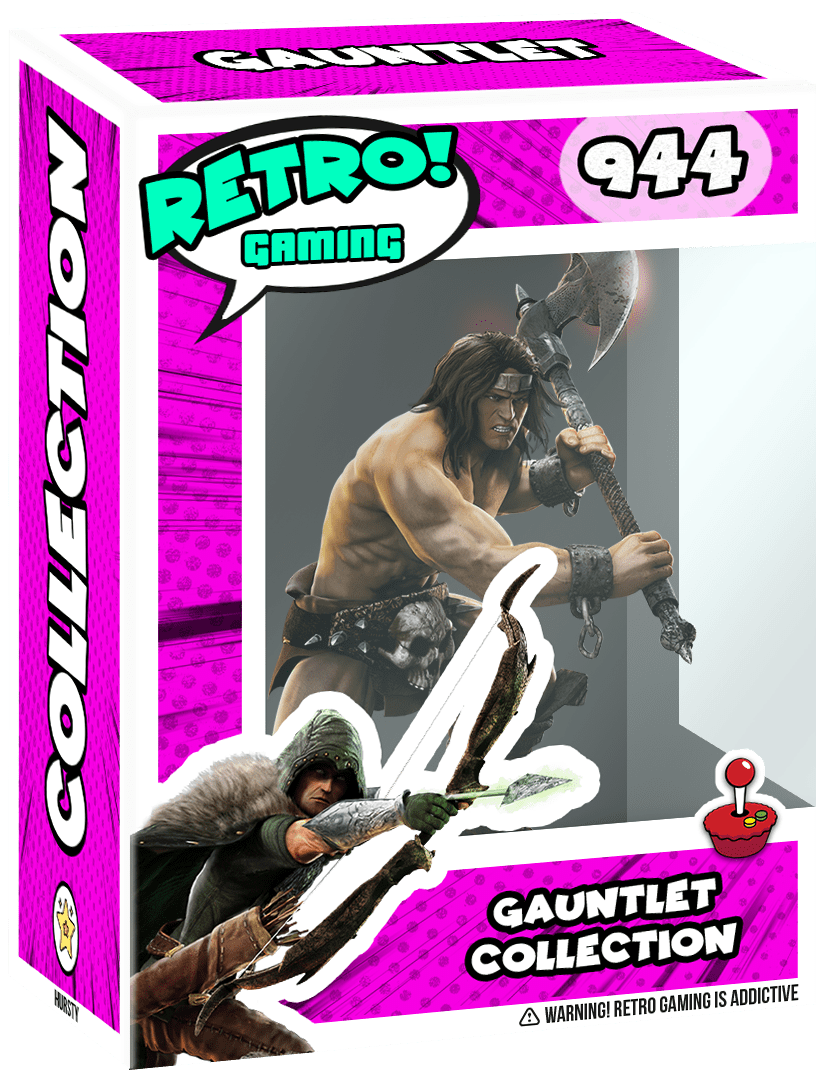 GAUNTLET
COLLECTION
RETRO!
GAMING
944
GAUNTLET
COLLECTION
HURSTY
WARNING! RETRO GAMING IS ADDICTIVE